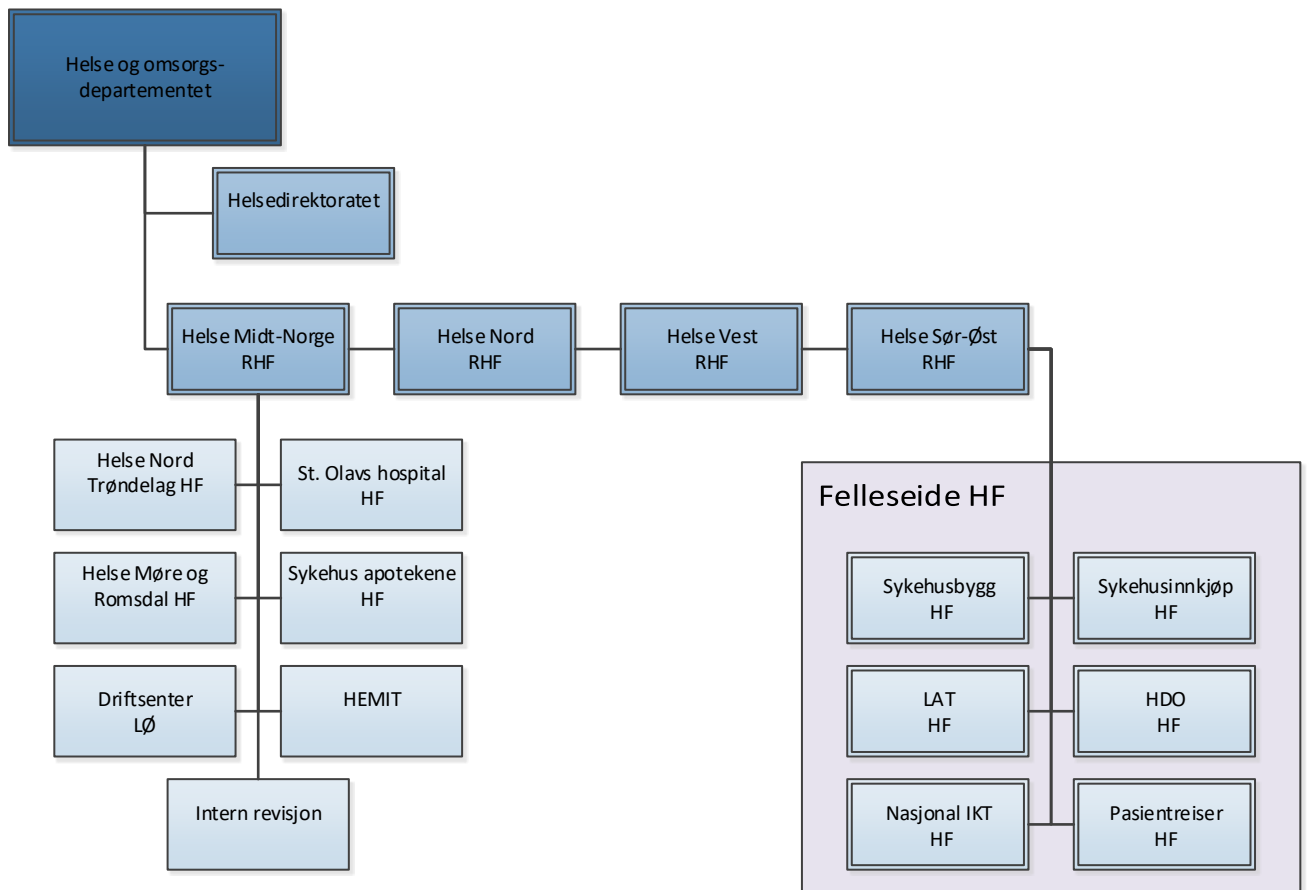 Helse og omsorgs-
departementet
Helsedirektoratet
Helse Midt-Norge
RHF
Helse Nord
RHF
Helse Vest
RHF
Helse Sør-Øst
RHF
Helse Nord
Trøndelag HF
St. Olavs hospital
HF
Helse Møre og
Romsdal HF
Sykehus apotekene
HF
Driftsenter
LØ
HEMIT
Intern revisjon
Felleseide HF
Sykehusbygg
HF
Sykehusinnkjøp
HF
LAT
HF
HDO
HF
Nasjonal IKT
HF
Pasientreiser
HF